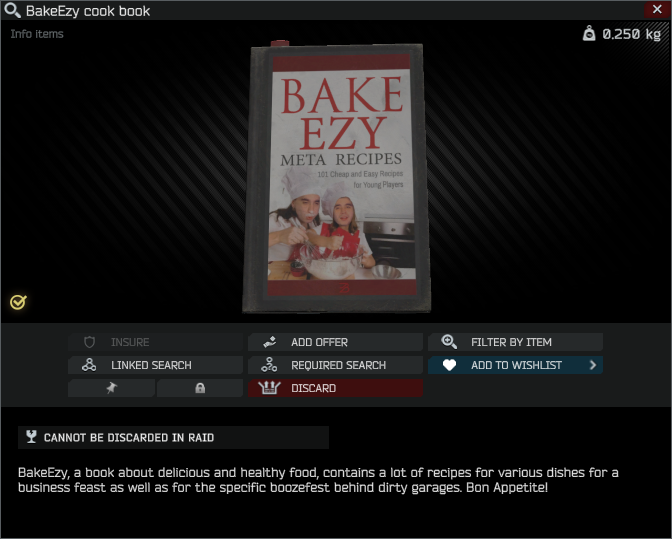 BakeEzy cook book
Info items
0.250 kg
BAKE
EZY
META RECIPES
101 Cheap and Easy Recipes
for Young Players
INSURE
ADD OFFER
FILTER BY ITEM
LINKED SEARCH
REQUIRED SEARCH
ADD TO WISHLIST
DISCARD
CANNOT BE DISCARDED IN RAID
BakeEzy, a book about delicious and healthy food, contains a lot of recipes for various dishes for a
business feast as well as for the specific boozefest behind dirty garages. Bon Appetite!